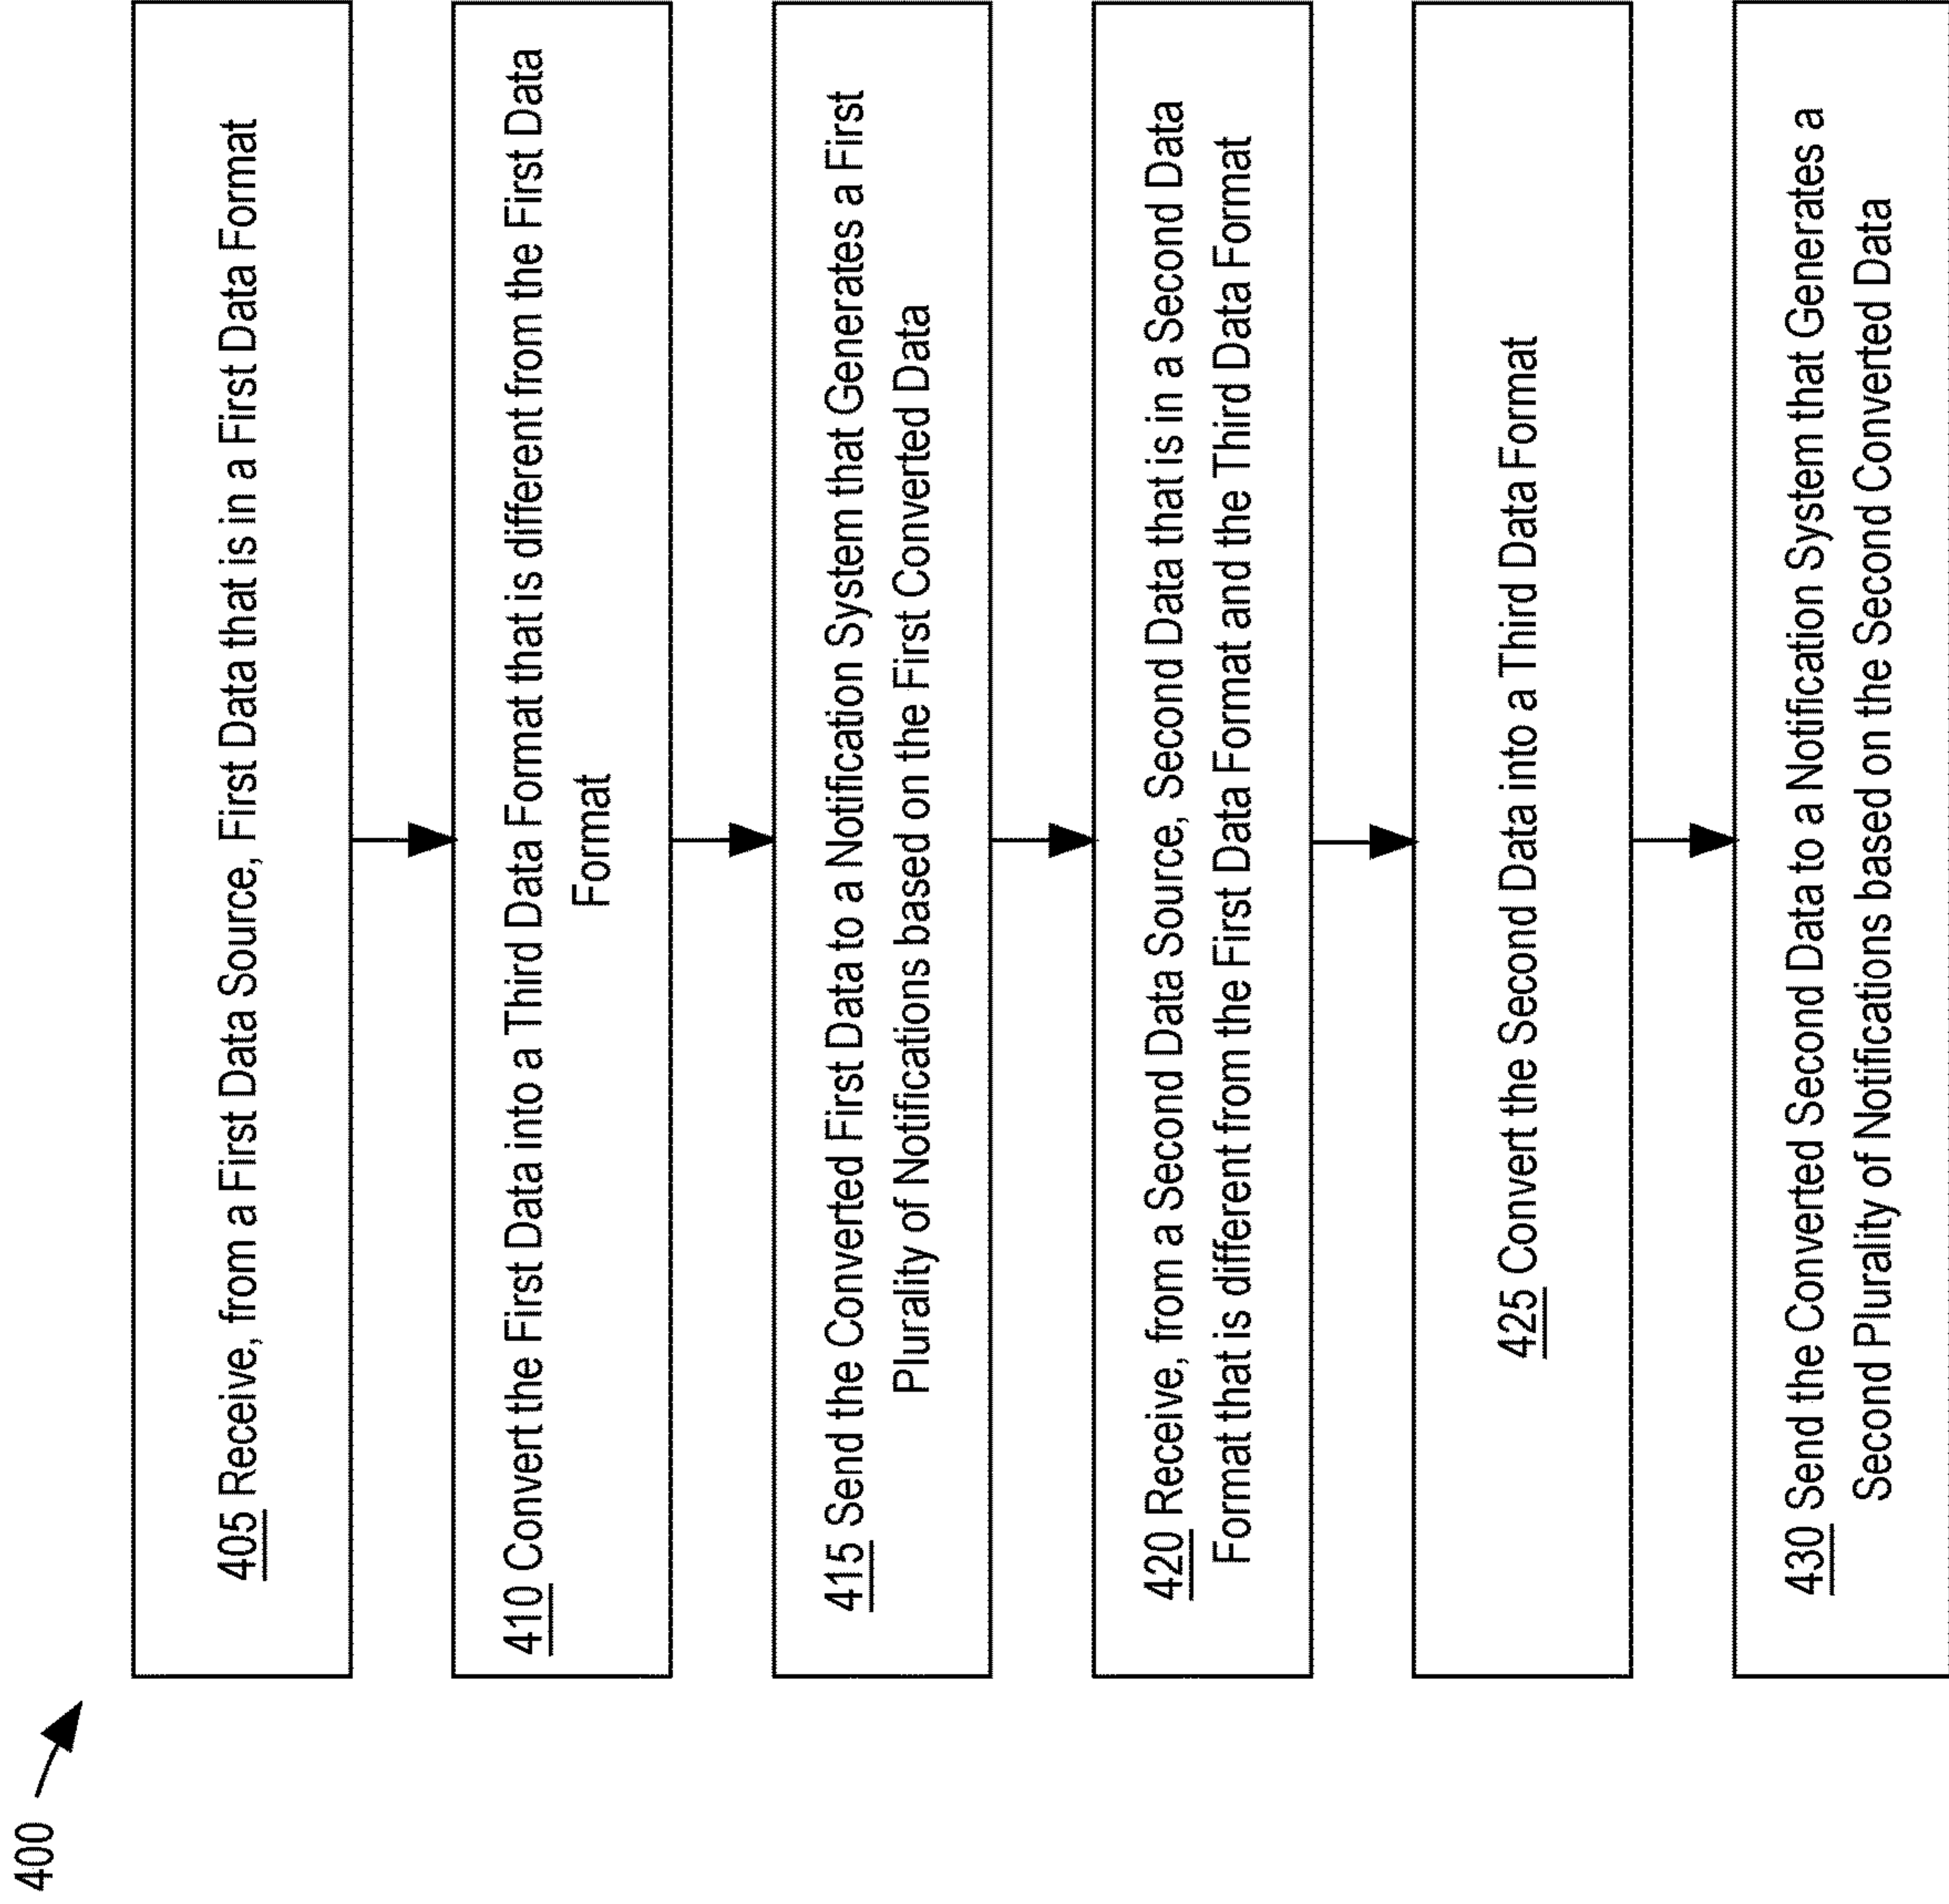 400
405 Receive, from a First Data Source, First Data that is in a First Data Format
410 Convert the First Data into a Third Data Format that is different from the First Data
Format
415 Send the Converted First Data to a Notification System that Generates a First
Plurality of Notifications based on the First Converted Data
420 Receive, from a Second Data Source, Second Data that is in a Second Data
Format that is different from the First Data Format and the Third Data Format
425 Convert the Second Data into a Third Data Format
430 Send the Converted Second Data to a Notification System that Generates a
Second Plurality of Notifications based on the Second Converted Data